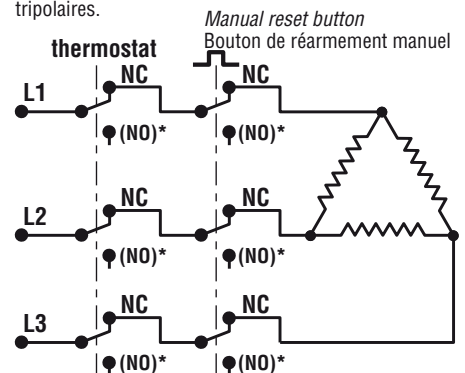 tripolaires.
Manual reset button
Bouton de réarmement manuel
thermostat
NC NC
L1
(NO)* (NO)*
NC NC
L2
(NO)* (NO)*
NC NC
L3
(NO)* (NO)*